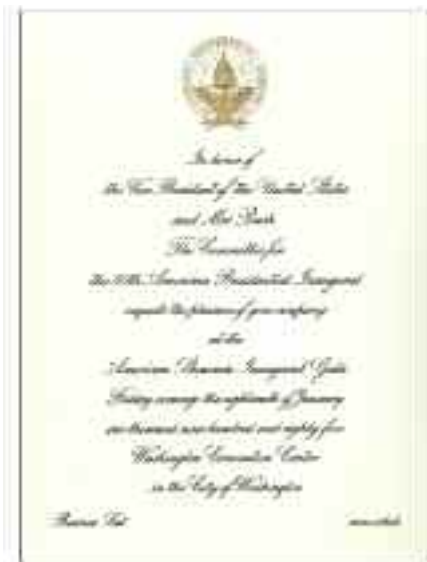 In honor of
the Vice President of the United States
and Mrs Bush
The Committee for
the 50th American Presidential Inaugural
requests the pleasure of your company
at the
American Inaugural Gala
Friday evening the eighteenth of January
one thousand nine hundred and eighty five
Washington Convention Center
in the City of Washington